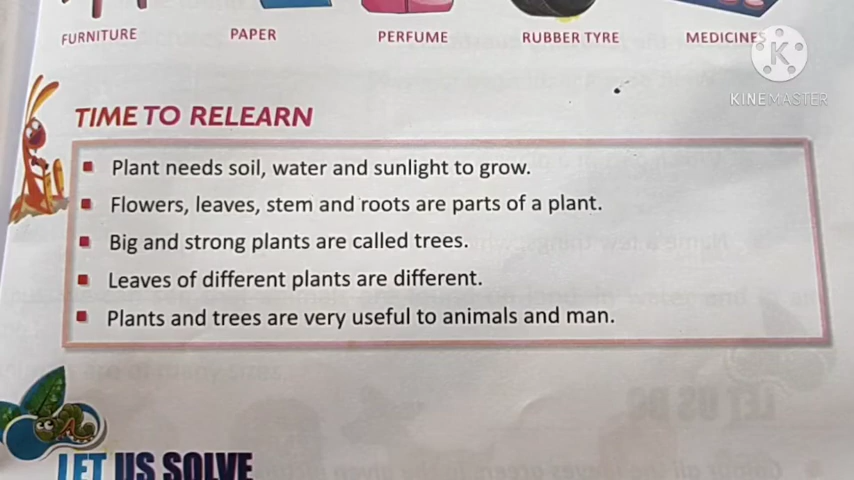 FURNITURE PAPER PERFUME RUBBER TYRE MEDICINES
K
KINEMASTER
TIME TO RELEARN
Plant needs soil, water and sunlight to grow.
Flowers, leaves, stem and roots are parts of a plant.
Big and strong plants are called trees.
Leaves of different plants are different.
Plants and trees are very useful to animals and man.
LET US SOLVE